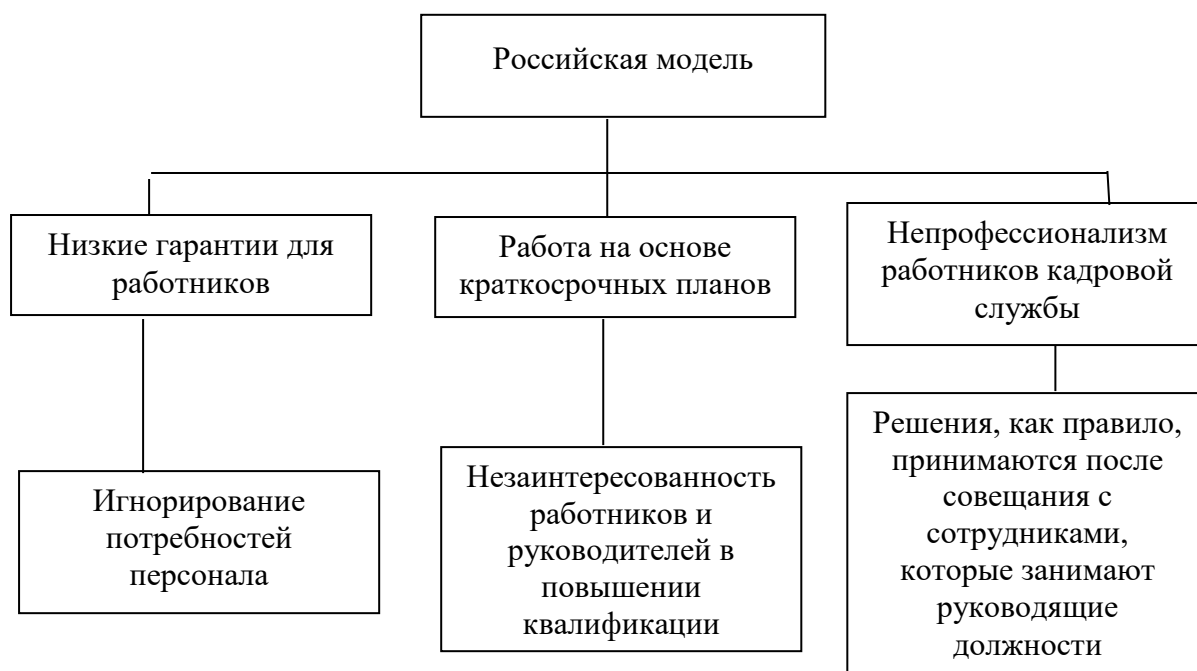 Российская модель
Низкие гарантии для
работников
Работа на основе
краткосрочных планов
Непрофессионализм
работников кадровой
службы
Игнорирование
потребностей
персонала
Незаинтересованность
работников и
руководителей в
повышении
квалификации
Решения, как правило,
принимаются после
совещания с
сотрудниками,
которые занимают
руководящие
должности